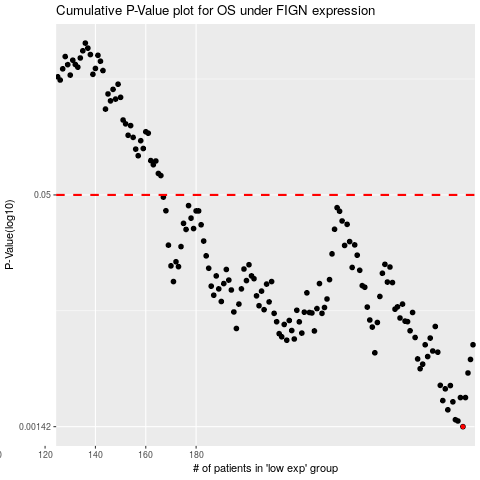 Cumulative P-Value plot for OS under FIGN expression
P-Value(log10)
0.05
0.00142
0
120
140
160
180
# of patients in 'low exp' group